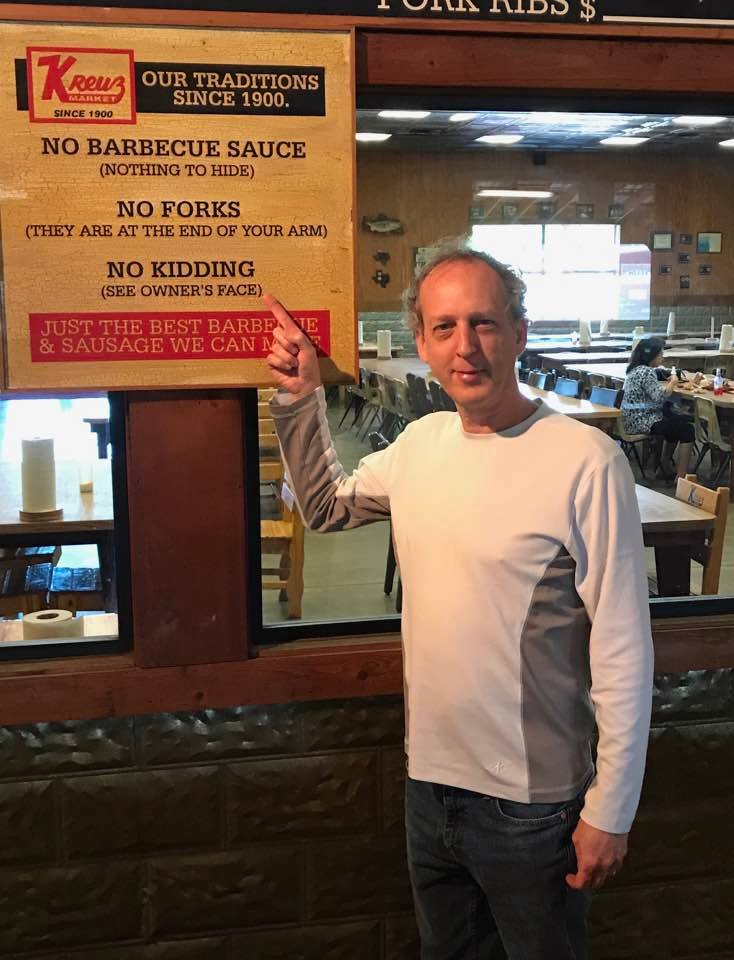 PORK RIBS $
Kreuz
MARKET
SINCE 1900
OUR TRADITIONS
SINCE 1900.
NO BARBECUE SAUCE
(NOTHING TO HIDE)
NO FORKS
(THEY ARE AT THE END OF YOUR ARM)
NO KIDDING
(SEE OWNER'S FACE)
JUST THE BEST BARBECUE
& SAUSAGE WE CAN